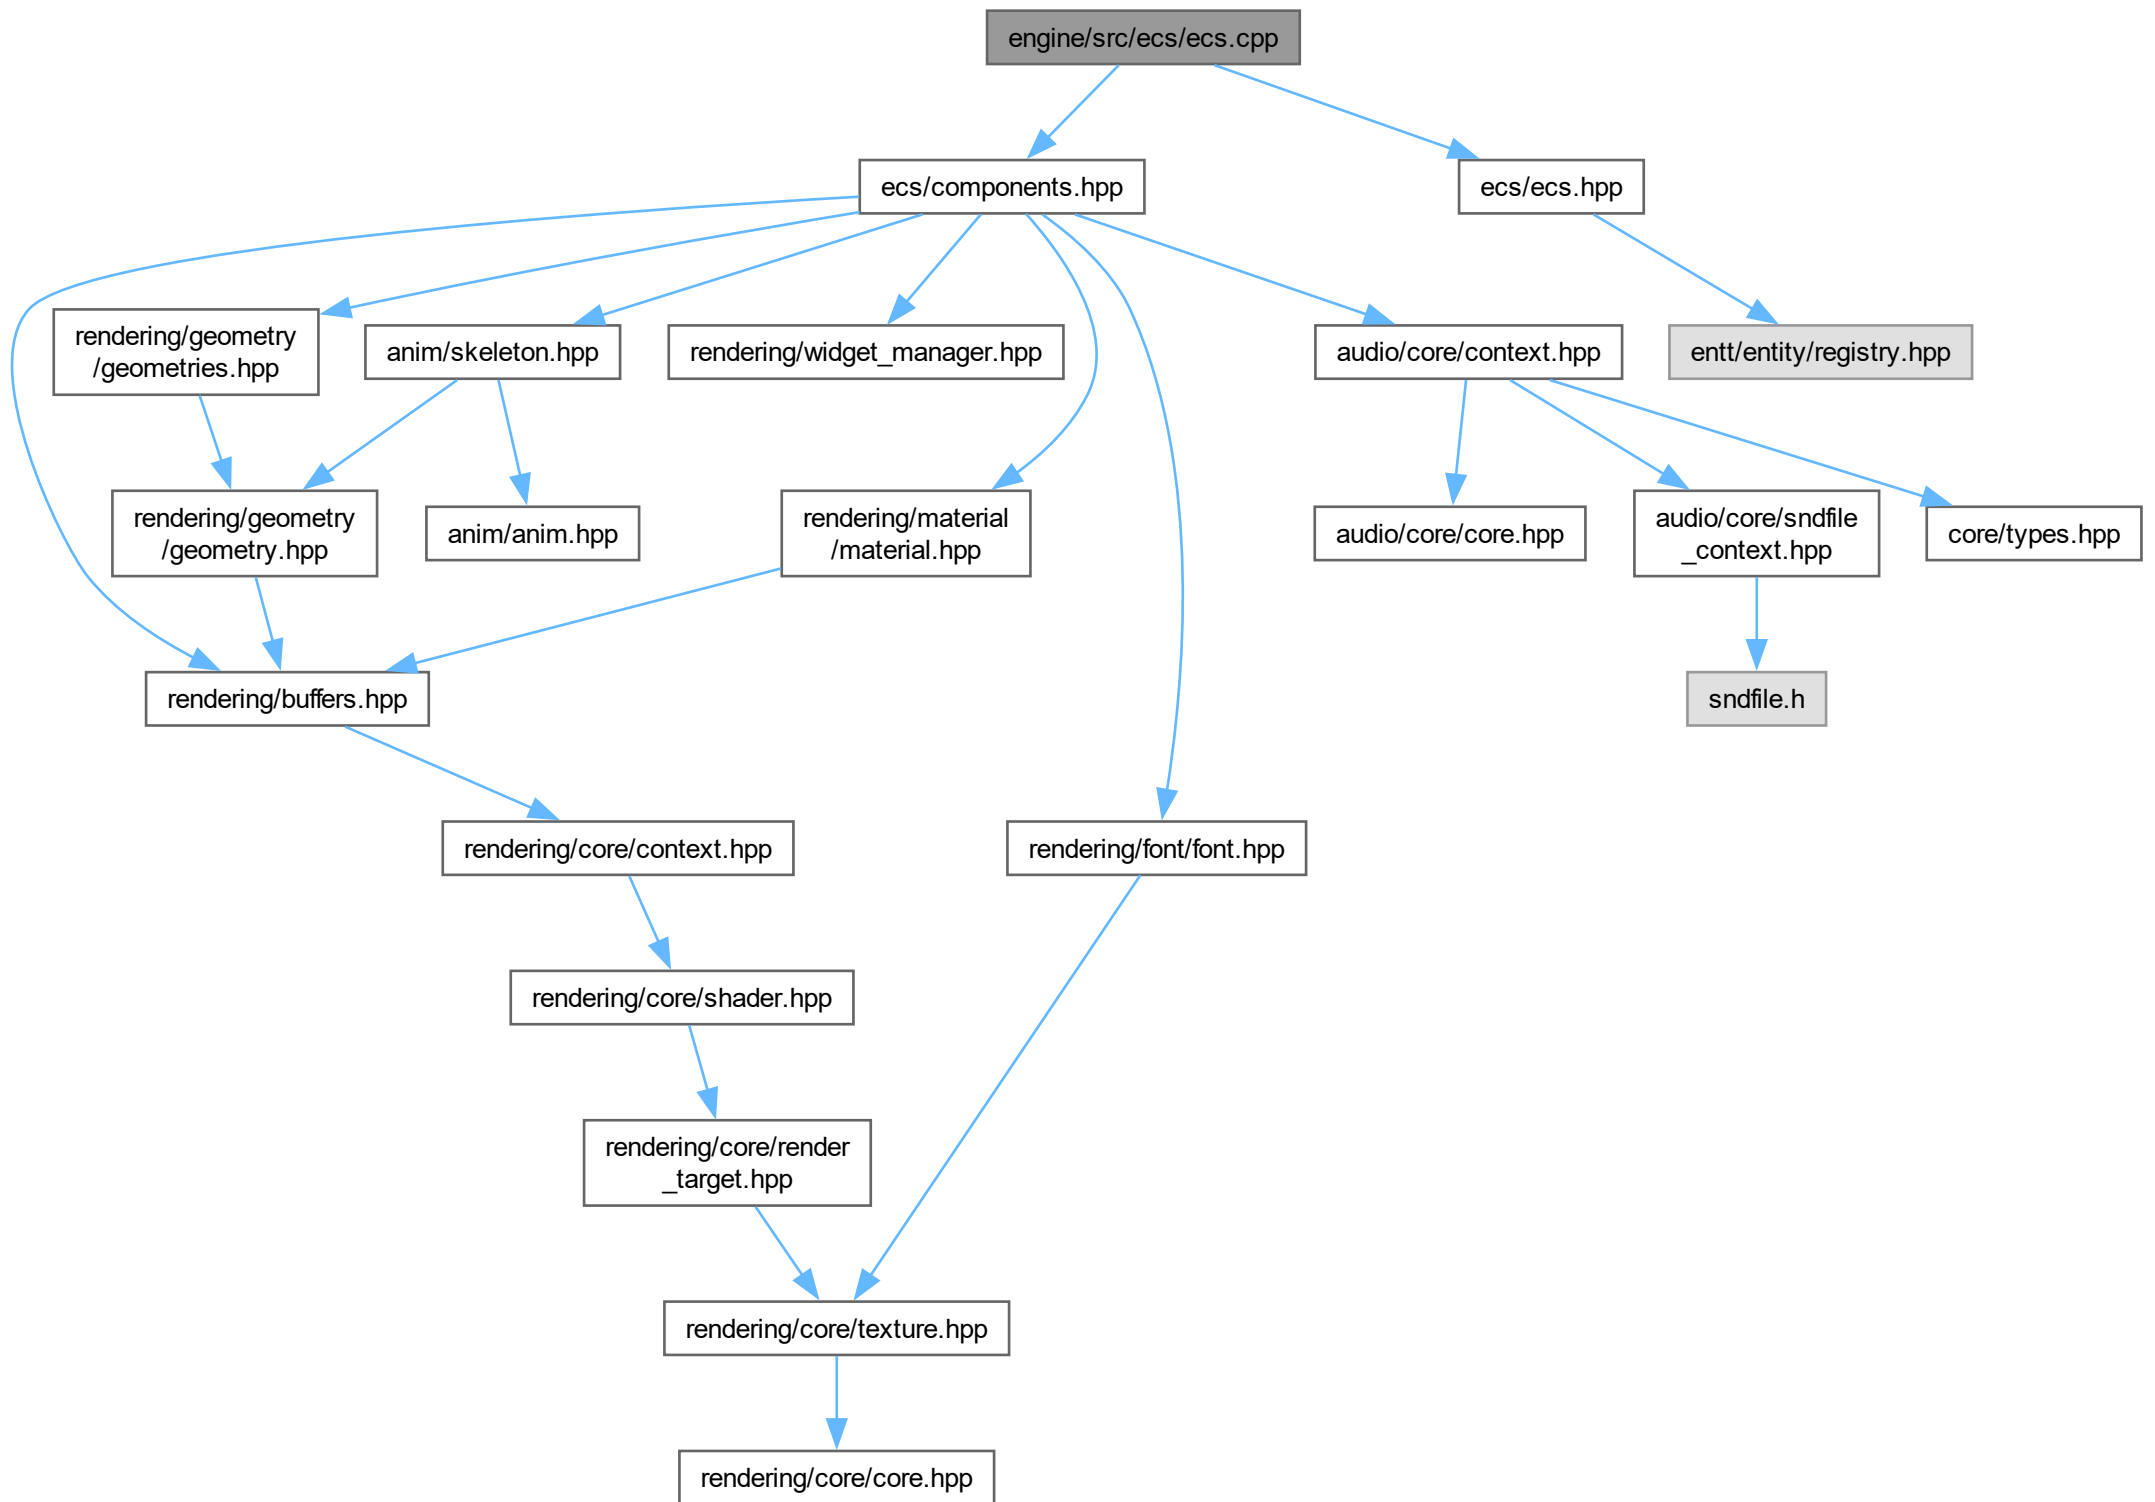 engine/src/ecs/ecs.cpp
ecs/components.hpp
ecs/ecs.hpp
rendering/geometry
/geometries.hpp
anim/skeleton.hpp
rendering/widget_manager.hpp
audio/core/context.hpp
entt/entity/registry.hpp
rendering/geometry
/geometry.hpp
anim/anim.hpp
rendering/material
/material.hpp
audio/core/core.hpp
audio/core/sndfile
_context.hpp
core/types.hpp
rendering/buffers.hpp
sndfile.h
rendering/core/context.hpp
rendering/font/font.hpp
rendering/core/shader.hpp
rendering/core/render
_target.hpp
rendering/core/texture.hpp
rendering/core/core.hpp